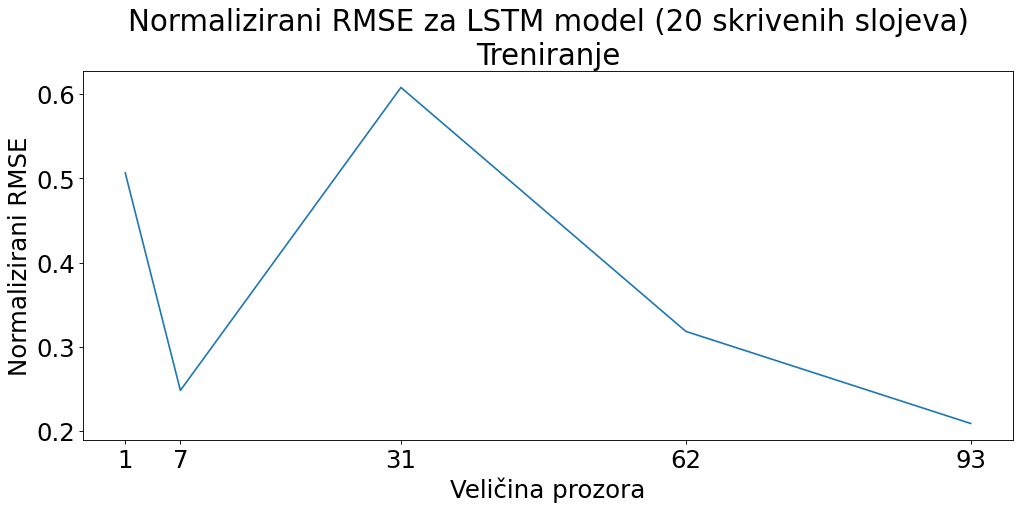 Normalizirani RMSE za LSTM model (20 skrivenih slojeva)
Treniranje
Normalizirani RMSE
0.6
0.5
0.4
0.3
0.2
1 7 31 62 93
Veličina prozora